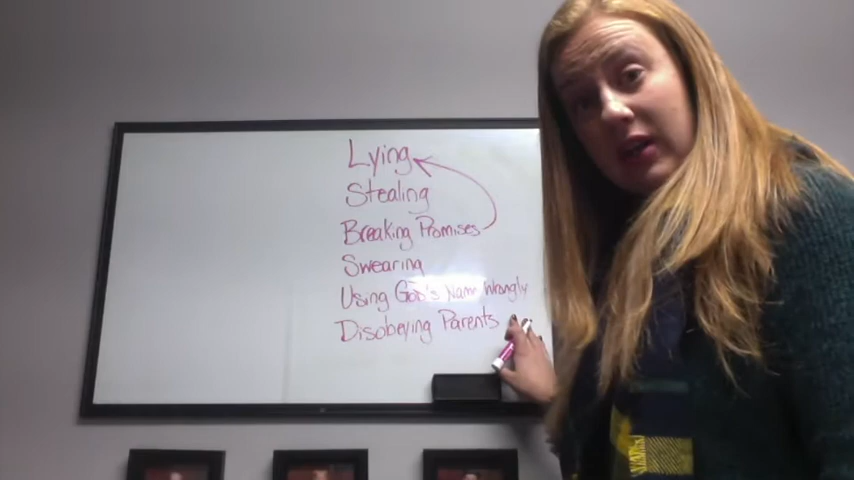 Lying
Stealing
Breaking Promises
Swearing
Using God's Name Wrongly
Disobeying Parents